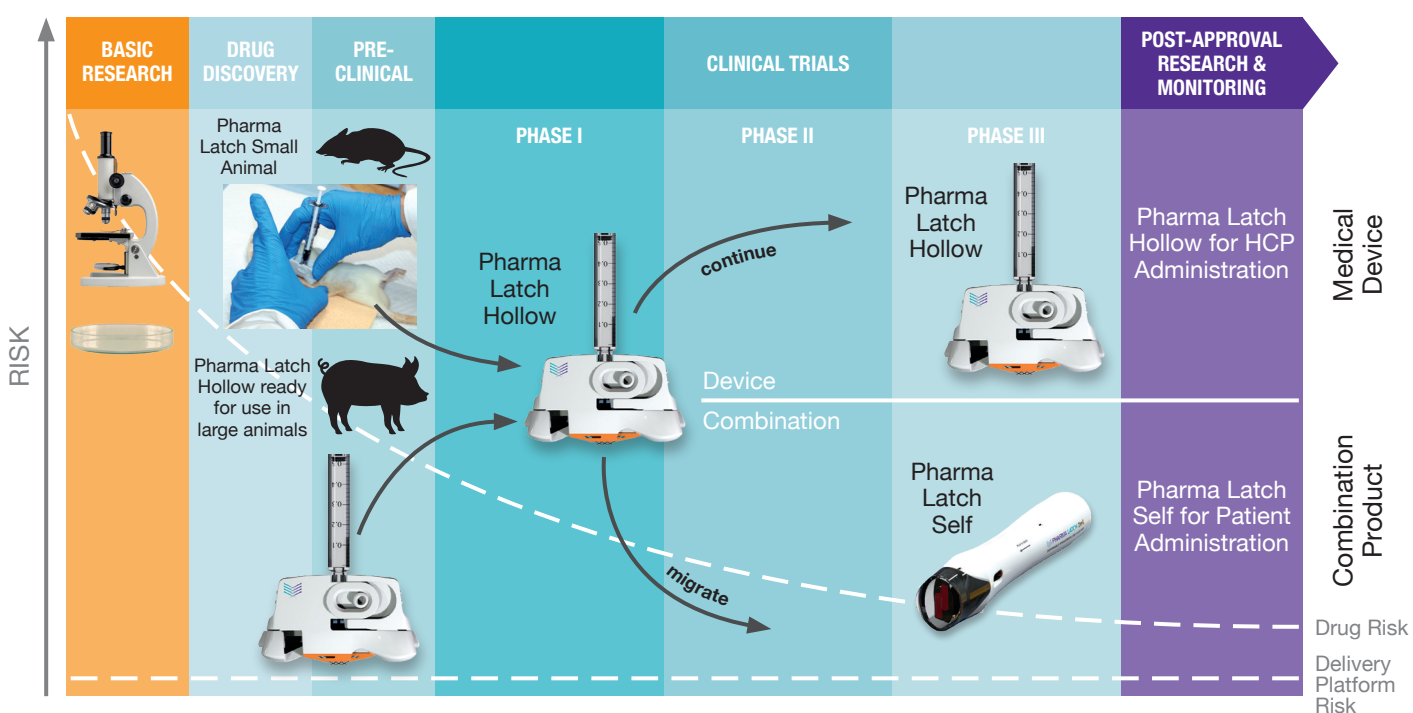 BASIC
RESEARCH
DRUG
DISCOVERY
PRE-
CLINICAL
CLINICAL TRIALS
POST-APPROVAL
RESEARCH &
MONITORING
RISK
Pharma
Latch Small
Animal
Pharma Latch
Hollow ready
for use in
large animals
PHASE I
PHASE II
PHASE III
Pharma
Latch
Hollow
continue
migrate
Device
Combination
Pharma
Latch
Hollow
Pharma
Latch
Self
Pharma Latch
Hollow for HCP
Administration
Pharma Latch
Self for Patient
Administration
Medical
Device
Combination
Product
Drug Risk
Delivery
Platform
Risk